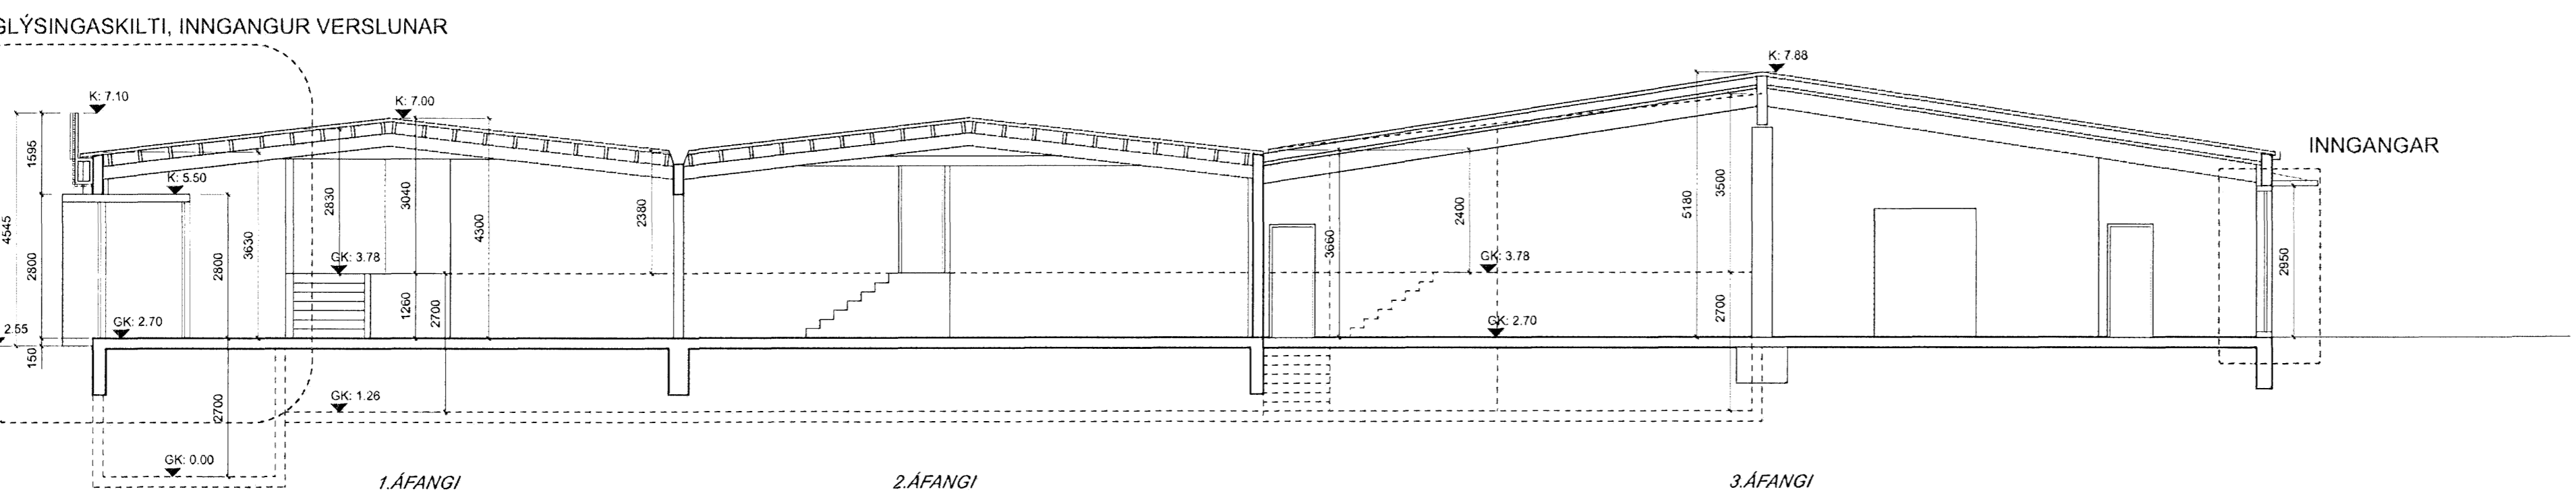 GLÝSINGASKILTI, INNGANGUR VERSLUNAR
K: 7.10
K: 7.00
K: 7.88
INNGANGAR
K: 5.50
1595
4545
2800
2.55
150
2800
3630
2830
3040
4300
2380
GK: 3.78
1260
2700
GK: 2.70
2700
GK: 1.26
GK: 0.00
3660
2400
GK: 3.78
GK: 2.70
5180
3500
2700
2950
1.ÁFANGI
2.ÁFANGI
3.ÁFANGI